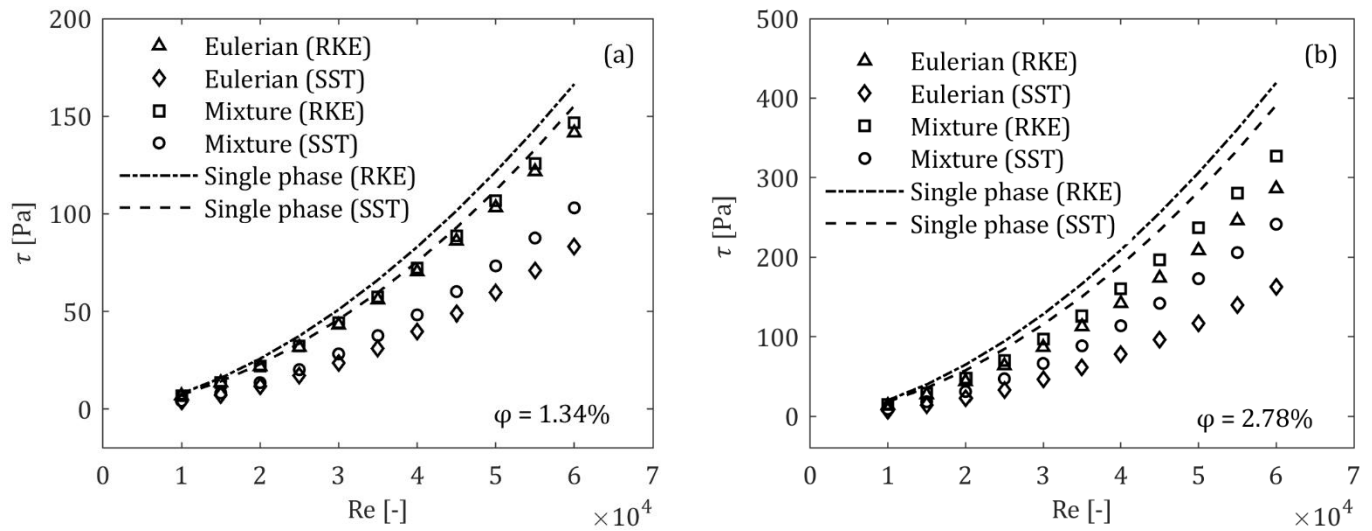 200
150
100
50
0
τ [Pa]
Eulerian (RKE)
Eulerian (SST)
Mixture (RKE)
Mixture (SST)
Single phase (RKE)
Single phase (SST)
(a)
φ = 1.34%
0 1 2 3 4 5 6 7
Re [-]
×10⁴
500
400
300
200
100
0
τ [Pa]
Eulerian (RKE)
Eulerian (SST)
Mixture (RKE)
Mixture (SST)
Single phase (RKE)
Single phase (SST)
(b)
φ = 2.78%
0 1 2 3 4 5 6 7
Re [-]
×10⁴